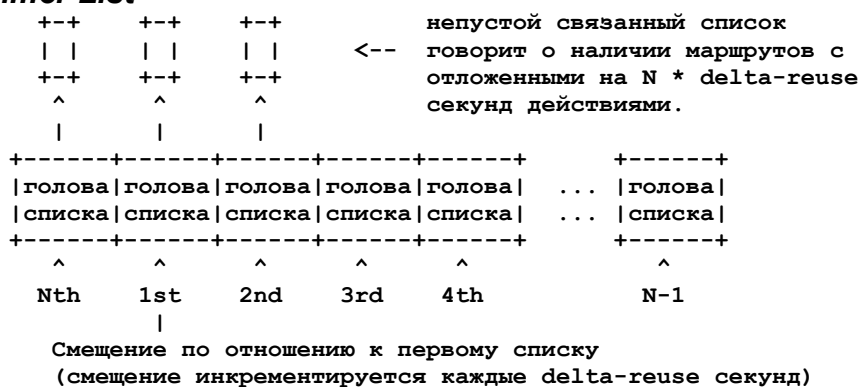 +-+ +-+ +-+ непустой связанный список
| | | | | | <-- говорит о наличии маршрутов с
+-+ +-+ +-+ отложенными на N * delta-reuse
^ ^ ^ секунд действиями.
| | |
+------+------+------+------+------+ +------+
|голова|голова|голова|голова|голова| ... |голова|
|списка|списка|списка|списка|списка| ... |списка|
+------+------+------+------+------+ +------+
^ ^ ^ ^ ^ ^
Nth 1st 2nd 3rd 4th N-1
|
Смещение по отношению к первому списку
(смещение инкрементируется каждые delta-reuse секунд)